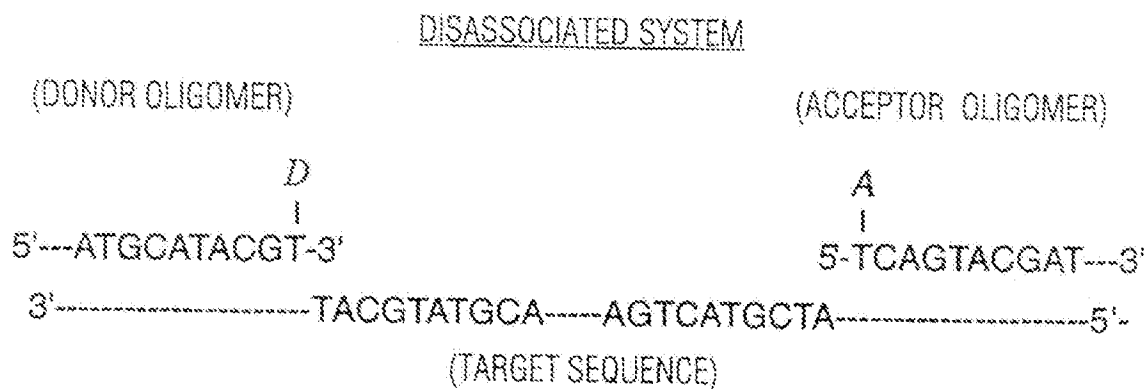 DISASSOCIATED SYSTEM
(DONOR OLIGOMER)
(ACCEPTOR OLIGOMER)
D
A
5'----ATGCATACGT-3'
5'-TCAGTACGAT----3'
3'--------------------TACGTATGCA-----AGTCATGCTA--------------------5'-
(TARGET SEQUENCE)